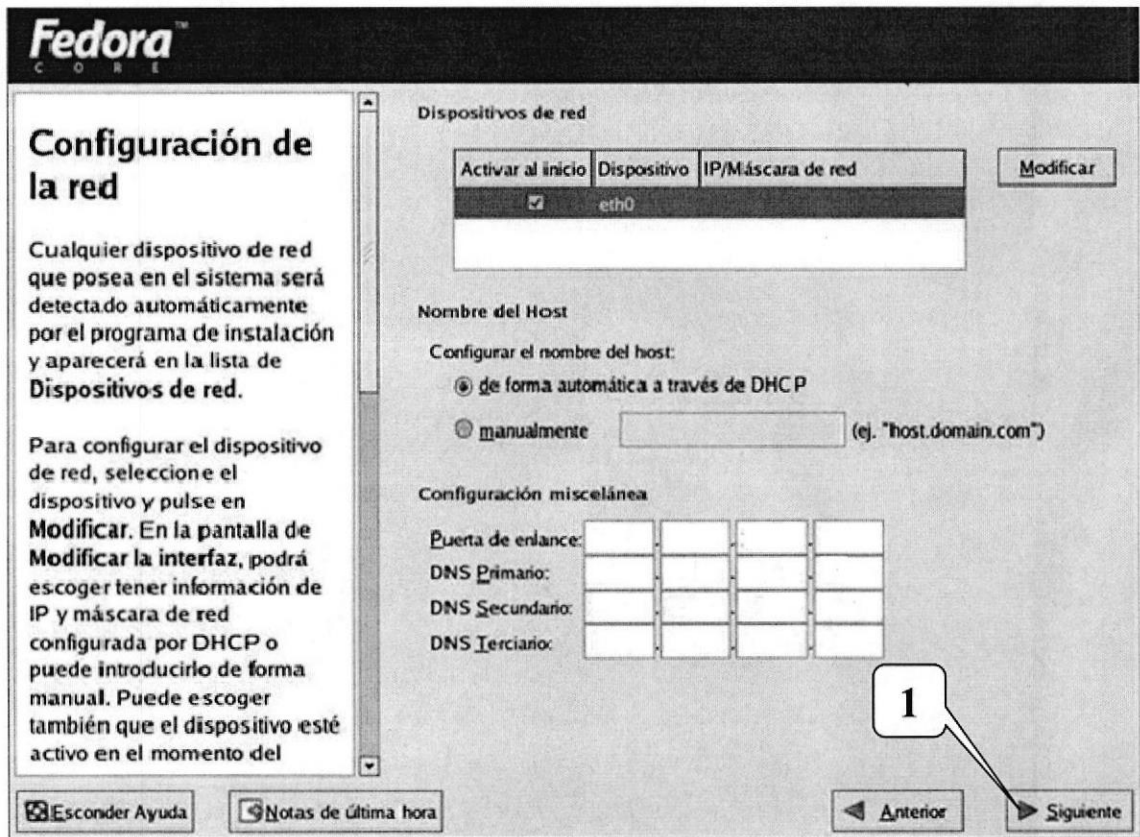 Fedora™
CORE
Configuración de
la red
Cualquier dispositivo de red
que posea en el sistema será
detectado automáticamente
por el programa de instalación
y aparecerá en la lista de
Dispositivos de red.
Para configurar el dispositivo
de red, seleccione el
dispositivo y pulse en
Modificar. En la pantalla de
Modificar la interfaz, podrá
escoger tener información de
IP y máscara de red
configurada por DHCP o
puede introducirlo de forma
manual. Puede escoger
también que el dispositivo esté
activo en el momento del
Dispositivos de red
Activar al inicio Dispositivo IP/Máscara de red
eth0
Modificar
Nombre del Host
Configurar el nombre del host:
de forma automática a través de DHCP
manualmente (ej. "host.domain.com")
Configuración miscelánea
Puerta de enlance: . . .
DNS Primario: . . .
DNS Secundario: . . .
DNS Terciario: . . .
1
Esconder Ayuda Notas de última hora Anterior Siguiente